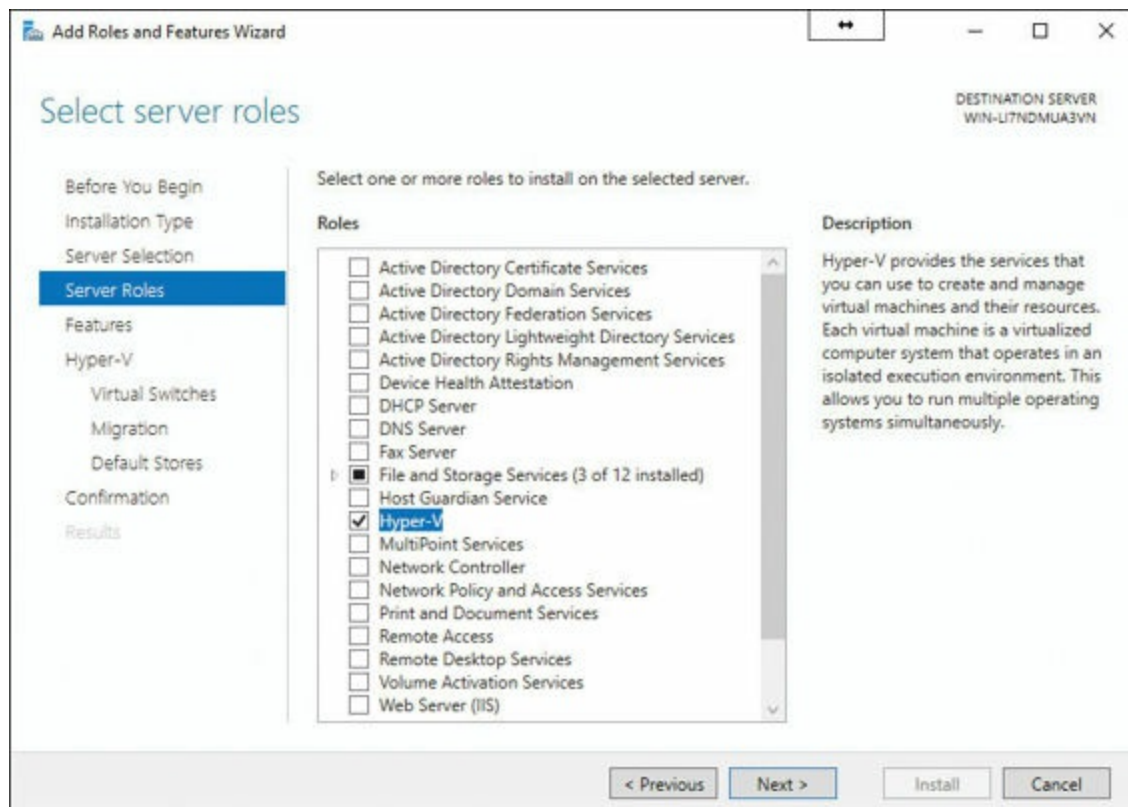 Add Roles and Features Wizard
Select server roles
DESTINATION SERVER
WIN-LI7NDMUA3VN
Before You Begin
Installation Type
Server Selection
Server Roles
Features
Hyper-V
Virtual Switches
Migration
Default Stores
Confirmation
Results
Select one or more roles to install on the selected server.
Roles
Active Directory Certificate Services
Active Directory Domain Services
Active Directory Federation Services
Active Directory Lightweight Directory Services
Active Directory Rights Management Services
Device Health Attestation
DHCP Server
DNS Server
Fax Server
File and Storage Services (3 of 12 installed)
Host Guardian Service
Hyper-V
MultiPoint Services
Network Controller
Network Policy and Access Services
Print and Document Services
Remote Access
Remote Desktop Services
Volume Activation Services
Web Server (IIS)
Description
Hyper-V provides the services that
you can use to create and manage
virtual machines and their resources.
Each virtual machine is a virtualized
computer system that operates in an
isolated execution environment. This
allows you to run multiple operating
systems simultaneously.
< Previous
Next >
Install
Cancel